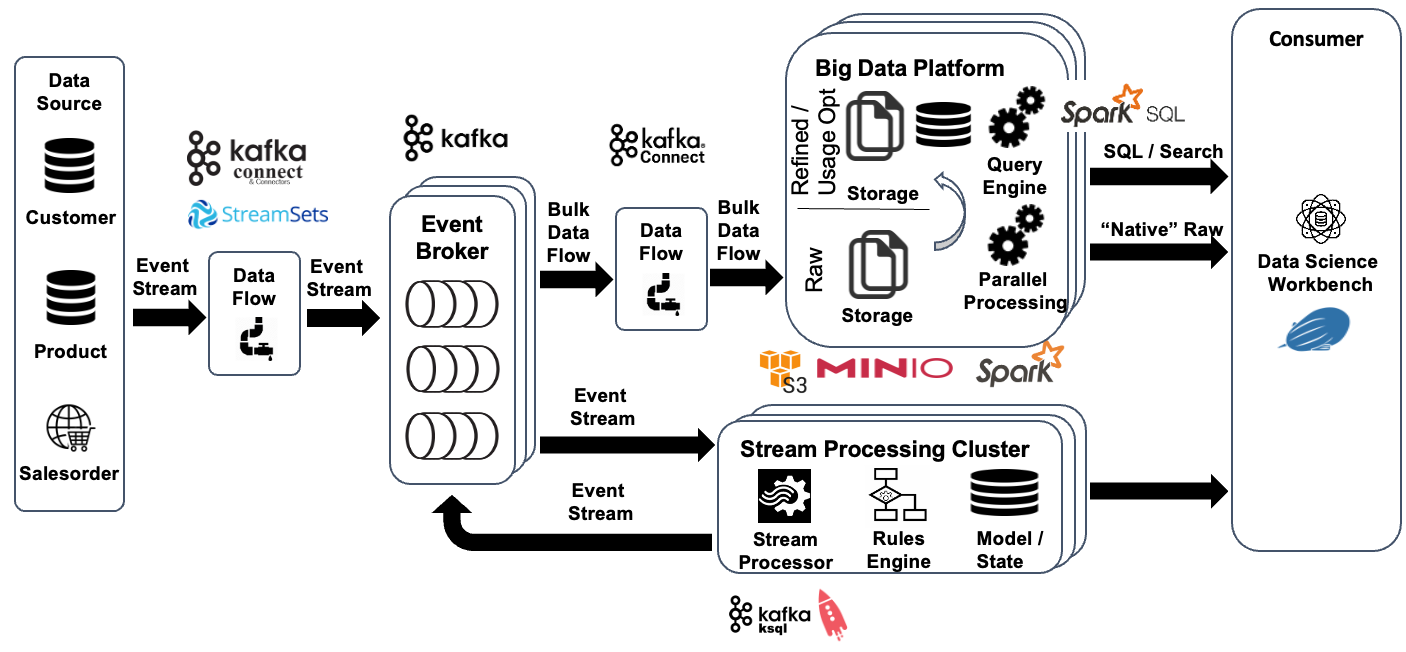 Data
Source
Customer
Product
Salesorder
kafka
connect
& Connectors
StreamSets
Event
Stream
Data
Flow
Event
Stream
kafka
Event
Broker
Bulk
Data
Flow
kafka®
Connect
Data
Flow
Bulk
Data
Flow
Big Data Platform
Refined /
Usage Opt
Storage
Query
Engine
Raw
Storage
Parallel
Processing
S3
MINIO
Spark
Spark SQL
SQL / Search
“Native” Raw
Event
Stream
Event
Stream
Stream Processing Cluster
Stream
Processor
Rules
Engine
Model /
State
kafka
ksql
Consumer
Data Science
Workbench